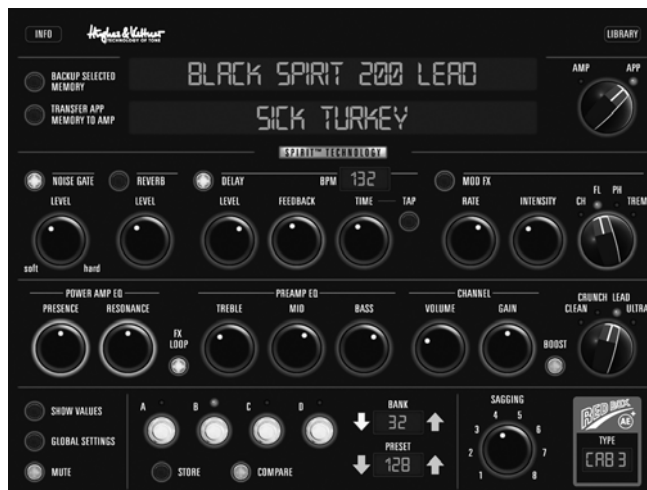 INFO
Hughes & Kettner
TECHNOLOGY OF TONE
LIBRARY
BACKUP SELECTED
MEMORY
TRANSFER APP
MEMORY TO AMP
BLACK SPIRIT 200 LEAD
SICK TURKEY
AMP APP
SPIRIT™ TECHNOLOGY
NOISE GATE REVERB DELAY BPM 132 MOD FX
LEVEL LEVEL LEVEL FEEDBACK TIME TAP RATE INTENSITY CH FL PH TREM
soft hard
POWER AMP EQ PREAMP EQ CHANNEL
PRESENCE RESONANCE TREBLE MID BASS VOLUME GAIN CLEAN CRUNCH LEAD ULTRA
FX
LOOP
BOOST
SHOW VALUES
GLOBAL SETTINGS
MUTE
A B C D
STORE COMPARE
BANK
32
PRESET
128
SAGGING
1 2 3 4 5 6 7 8
RED BOX
AE+
TYPE
CAB 3